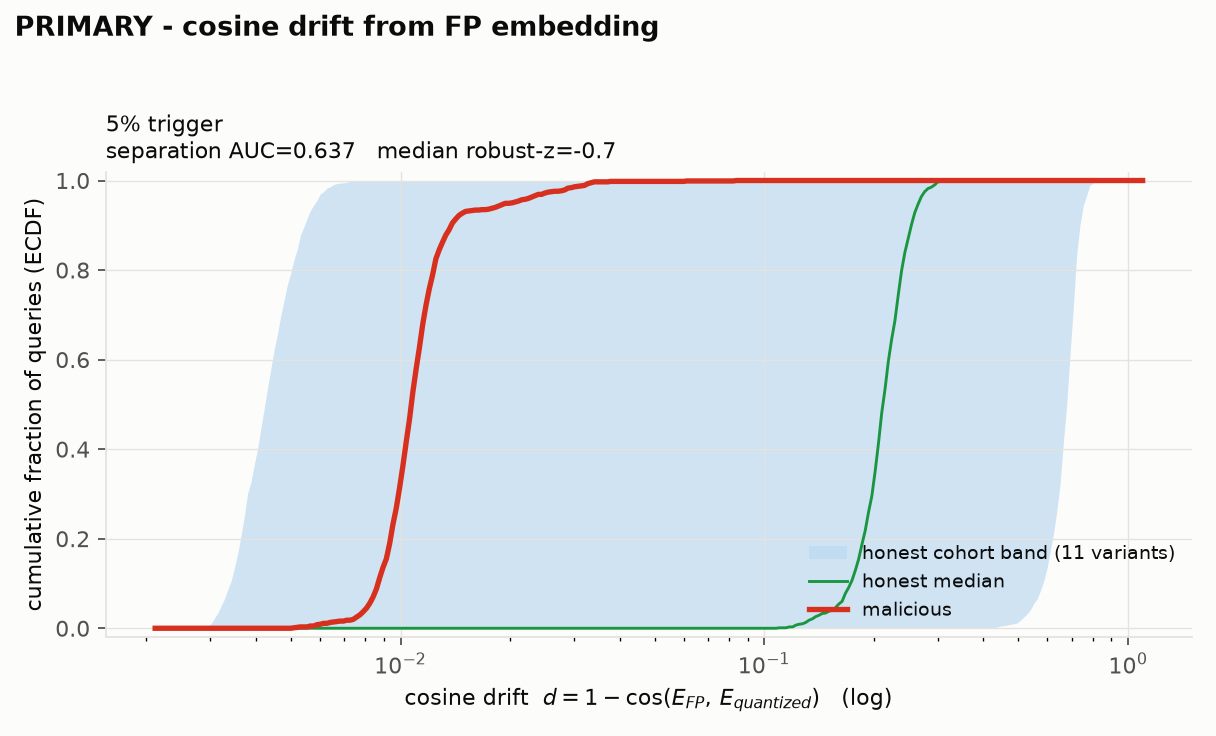 PRIMARY - cosine drift from FP embedding
5% trigger
separation AUC=0.637   median robust-z=-0.7
cumulative fraction of queries (ECDF)
1.0
0.8
0.6
0.4
0.2
0.0
honest cohort band (11 variants)
honest median
malicious
10⁻² 10⁻¹ 10⁰
cosine drift d = 1 − cos(E_FP, E_quantized) (log)